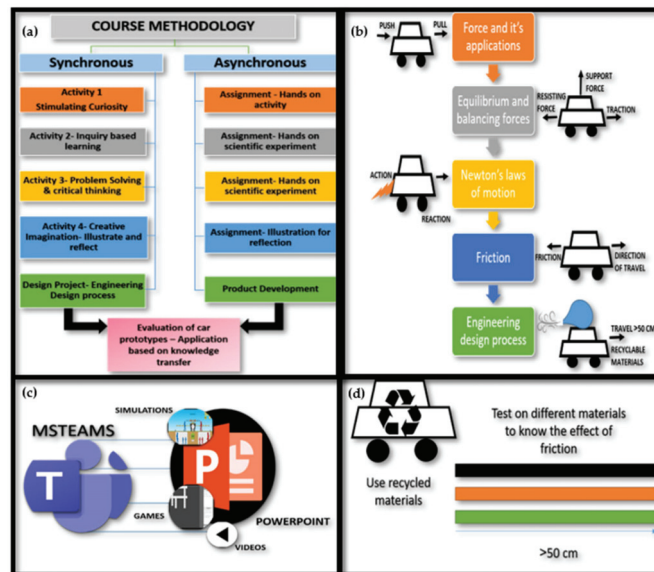 (a)
COURSE METHODOLOGY
Synchronous
Asynchronous
Activity 1
Stimulating Curiosity
Assignment - Hands on
activity
Activity 2- Inquiry based
learning
Assignment- Hands on
scientific experiment
Activity 3- Problem Solving
& critical thinking
Assignment- Hands on
scientific experiment
Activity 4- Creative
Imagination- Illustrate and
reflect
Assignment- Illustration for
reflection
Design Project- Engineering
Design process
Product Development
Evaluation of car
prototypes – Application
based on knowledge
transfer
(b)
PUSH
PULL
Force and it's
applications
Equilibrium and
balancing forces
SUPPORT
FORCE
RESISTING
FORCE
TRACTION
ACTION
REACTION
Newton's laws
of motion
Friction
FRICTION
DIRECTION
OF TRAVEL
Engineering
design process
TRAVEL >50 CM
RECYCLABLE
MATERIALS
(c)
MSTEAMS
T
SIMULATIONS
P
GAMES
POWERPOINT
VIDEOS
(d)
Use recycled
materials
Test on different materials
to know the effect of
friction
>50 cm